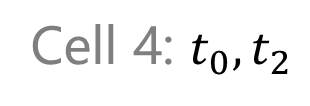 Cell 4: t₀, t₂